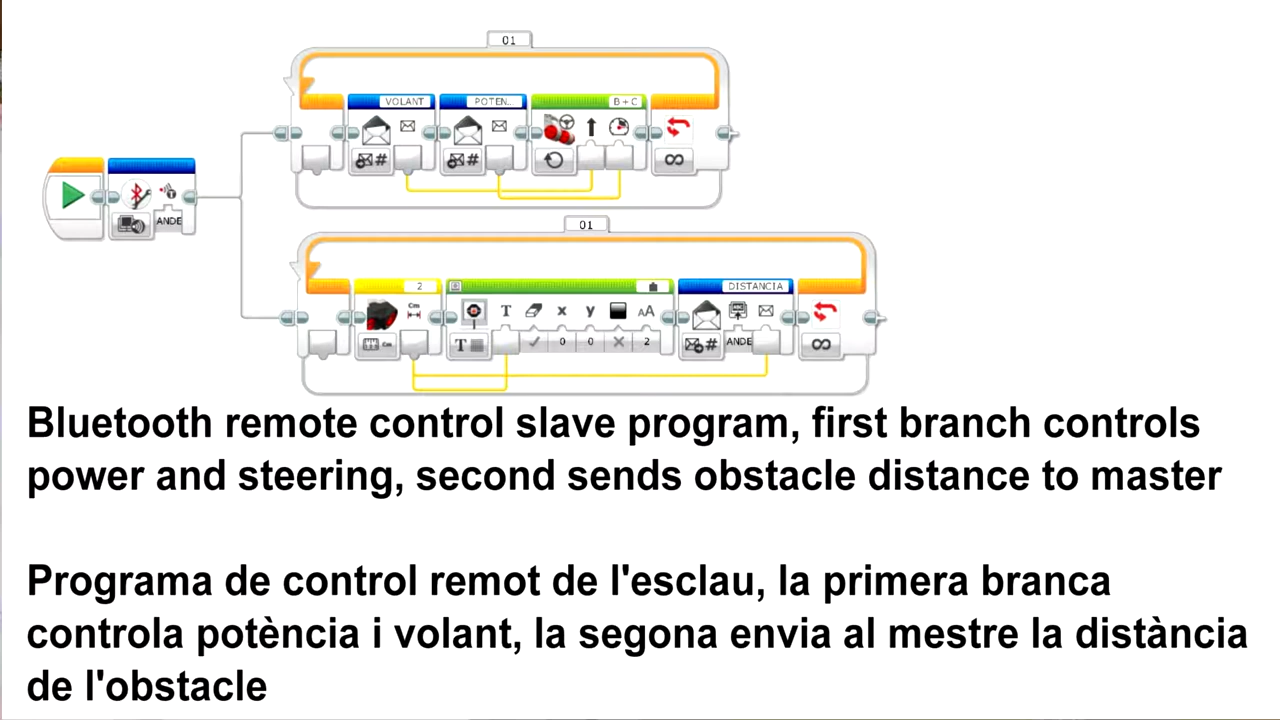 01
VOLANT
POTEN...
B + C
#
#
ANDE
01
2
Cm
DISTANCIA
T
x
y
AA
Cm
T
0
0
2
#
ANDE
Bluetooth remote control slave program, first branch controls
power and steering, second sends obstacle distance to master
Programa de control remot de l'esclau, la primera branca
controla potència i volant, la segona envia al mestre la distància
de l'obstacle